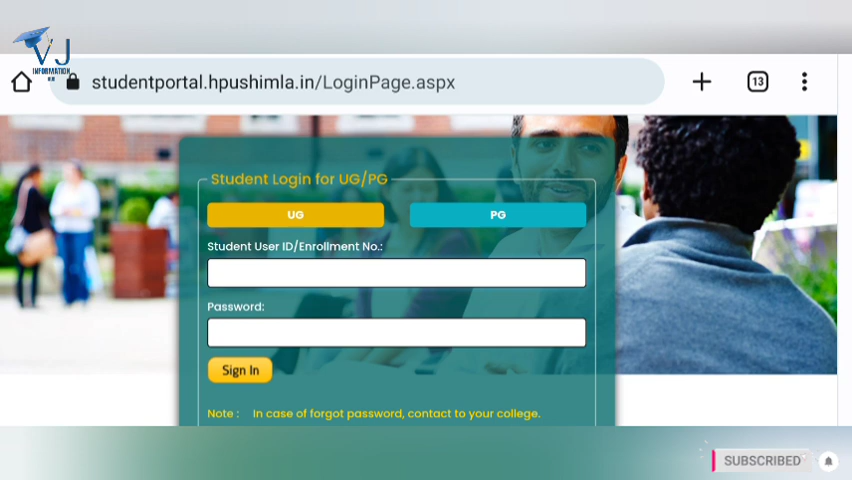 VJ
INFORMATION
HUB
studentportal.hpushimla.in/LoginPage.aspx
13
Student Login for UG/PG
UG
PG
Student User ID/Enrollment No.:
Password:
Sign In
Note : In case of forgot password, contact to your college.
SUBSCRIBED